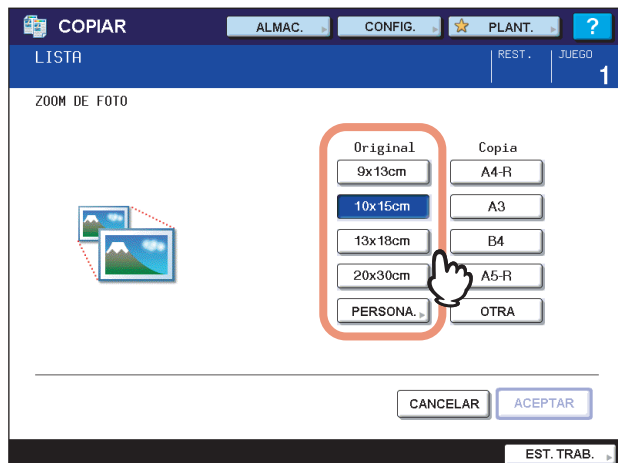 COPIAR ALMAC. CONFIG. PLANT. ?
LISTA REST. JUEGO
1
ZOOM DE FOTO
Original Copia
9x13cm A4-R
10x15cm A3
13x18cm B4
20x30cm A5-R
PERSONA. OTRA
CANCELAR ACEPTAR
EST. TRAB.